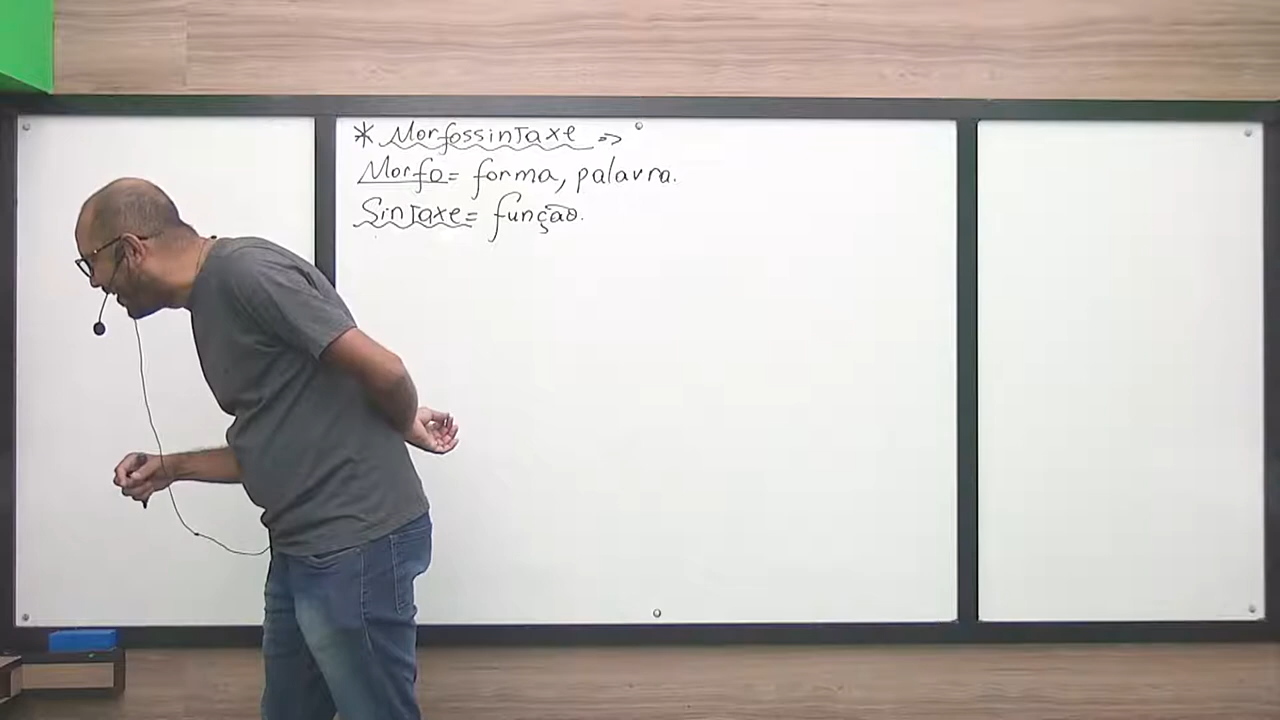 * Morfossintaxe =>
Morfo = forma, palavra.
Sintaxe = função.